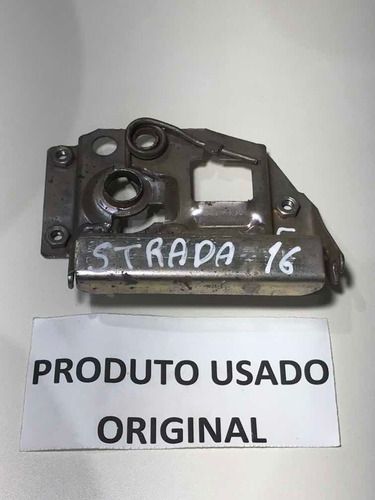 STRADA 16
PRODUTO USADO
ORIGINAL